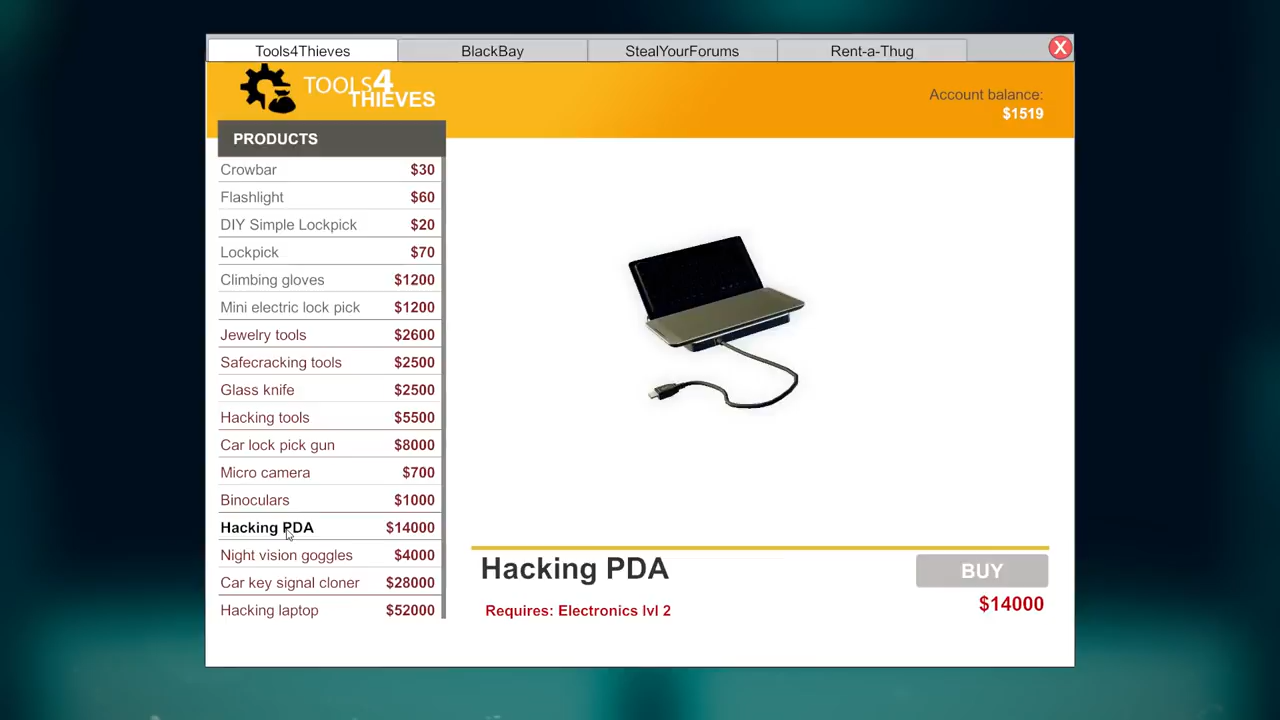 Tools4Thieves BlackBay StealYourForums Rent-a-Thug X
TOOLS4
THIEVES
Account balance:
$1519
PRODUCTS
Crowbar $30
Flashlight $60
DIY Simple Lockpick $20
Lockpick $70
Climbing gloves $1200
Mini electric lock pick $1200
Jewelry tools $2600
Safecracking tools $2500
Glass knife $2500
Hacking tools $5500
Car lock pick gun $8000
Micro camera $700
Binoculars $1000
Hacking PDA $14000
Night vision goggles $4000
Car key signal cloner $28000
Hacking laptop $52000
Hacking PDA
BUY
Requires: Electronics lvl 2
$14000